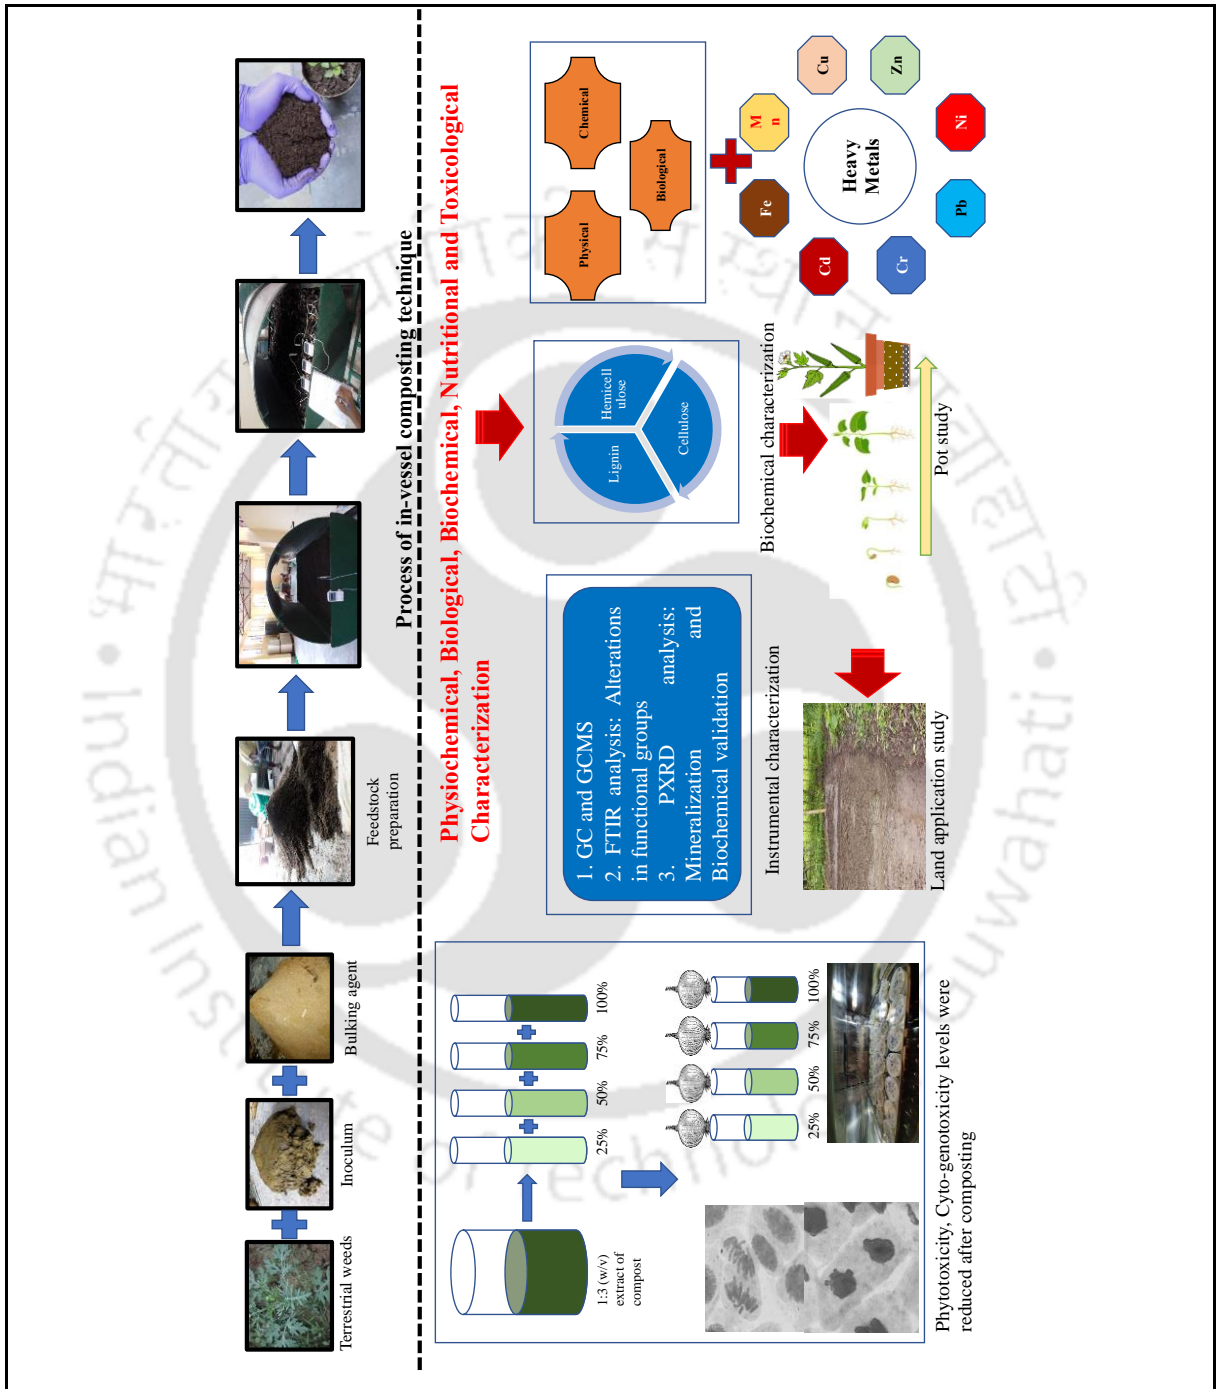 Terrestrial weeds
Inoculum
Bulking agent
Feedstock
preparation
Process of in-vessel composting technique
Physiochemical, Biological, Biochemical, Nutritional and Toxicological
Characterization
1:3 (w/v)
extract of
compost
25%
50%
75%
100%
25%
50%
75%
100%
Phytotoxicity, Cyto-genotoxicity levels were
reduced after composting
1. GC and GCMS
2. FTIR analysis: Alterations
in functional groups
3. PXRD analysis:
Mineralization and
Biochemical validation
Instrumental characterization
Land application study
Lignin
Hemicell
ulose
Cellulose
Biochemical characterization
Pot study
Physical
Chemical
Biological
Heavy
Metals
Cd
Fe
M
n
Cu
Zn
Ni
Pb
Cr
Indian Institute of Technology Guwahati